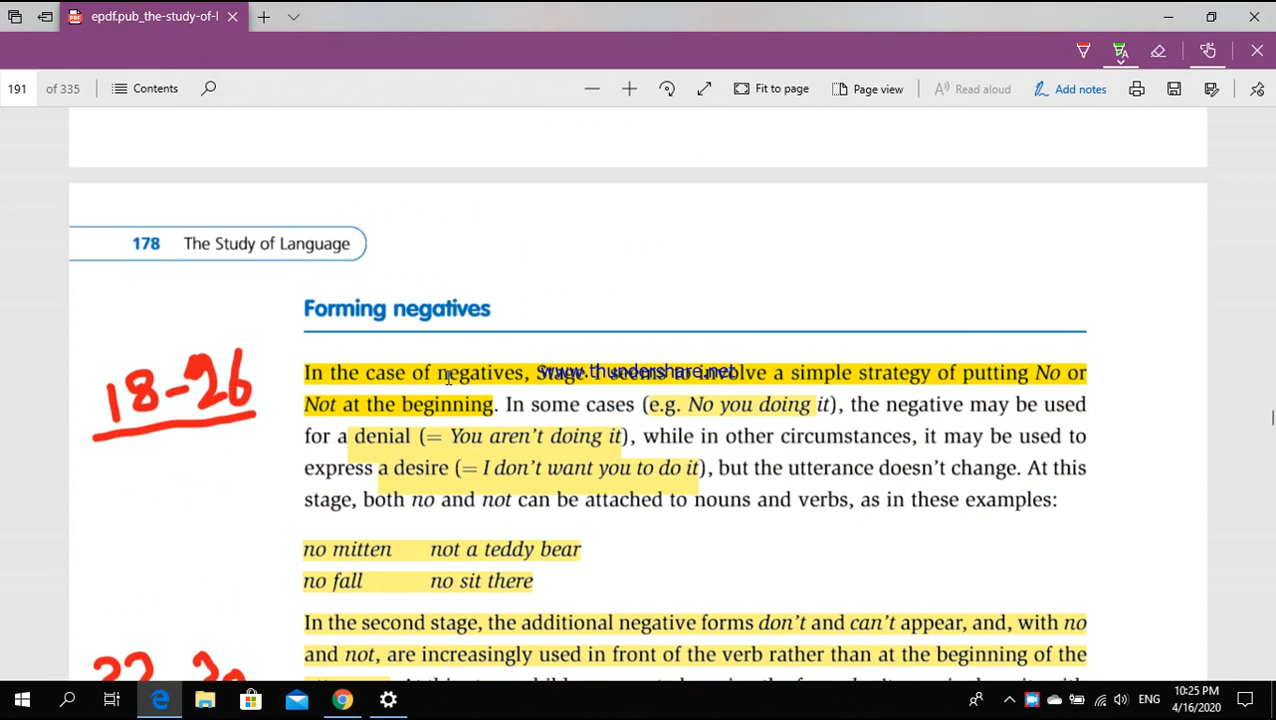 epdf.pub_the-study-of-l
191 of 335 Contents Fit to page Page view Read aloud Add notes
178 The Study of Language
Forming negatives
18-26
In the case of negatives, Stage 1 seems to involve a simple strategy of putting No or
www.thundershare.net
Not at the beginning. In some cases (e.g. No you doing it), the negative may be used
for a denial (= You aren't doing it), while in other circumstances, it may be used to
express a desire (= I don't want you to do it), but the utterance doesn't change. At this
stage, both no and not can be attached to nouns and verbs, as in these examples:
no mitten not a teddy bear
no fall no sit there
In the second stage, the additional negative forms don't and can't appear, and, with no
and not, are increasingly used in front of the verb rather than at the beginning of the
ENG
10:25 PM
4/16/2020